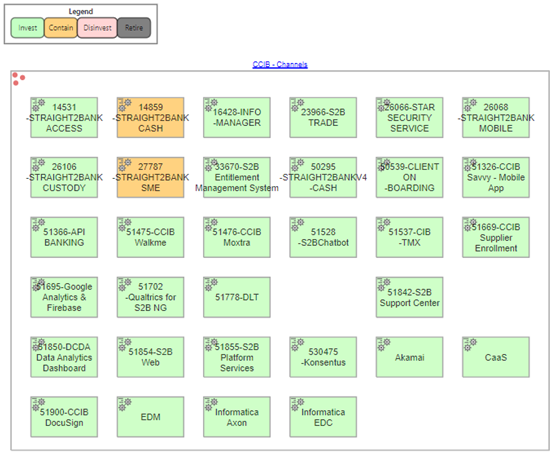 Legend
Invest
Contain
Disinvest
Retire
CCIB - Channels
14531
-STRAIGHT2BANK
ACCESS
14859
-STRAIGHT2BANK
CASH
16428-INFO
-MANAGER
23966-S2B
TRADE
26066-STAR
SECURITY
SERVICE
26068
-STRAIGHT2BANK
MOBILE
26106
-STRAIGHT2BANK
CUSTODY
27787
-STRAIGHT2BANK
SME
33670-S2B
Entitlement
Management System
50295
-STRAIGHT2BANKV4
-CASH
50539-CLIENT
ON
-BOARDING
51326-CCIB
Savvy - Mobile
App
51366-API
BANKING
51475-CCIB
Walkme
51476-CCIB
Moxtra
51528
-S2BChatbot
51537-CIB
-TMX
51669-CCIB
Supplier
Enrollment
51695-Google
Analytics &
Firebase
51702
-Qualtrics for
S2B NG
51778-DLT
51842-S2B
Support Center
51850-DCDA
Data Analytics
Dashboard
51854-S2B
Web
51855-S2B
Platform
Services
530475
-Konsentus
Akamai
CaaS
51900-CCIB
DocuSign
EDM
Informatica
Axon
Informatica
EDC